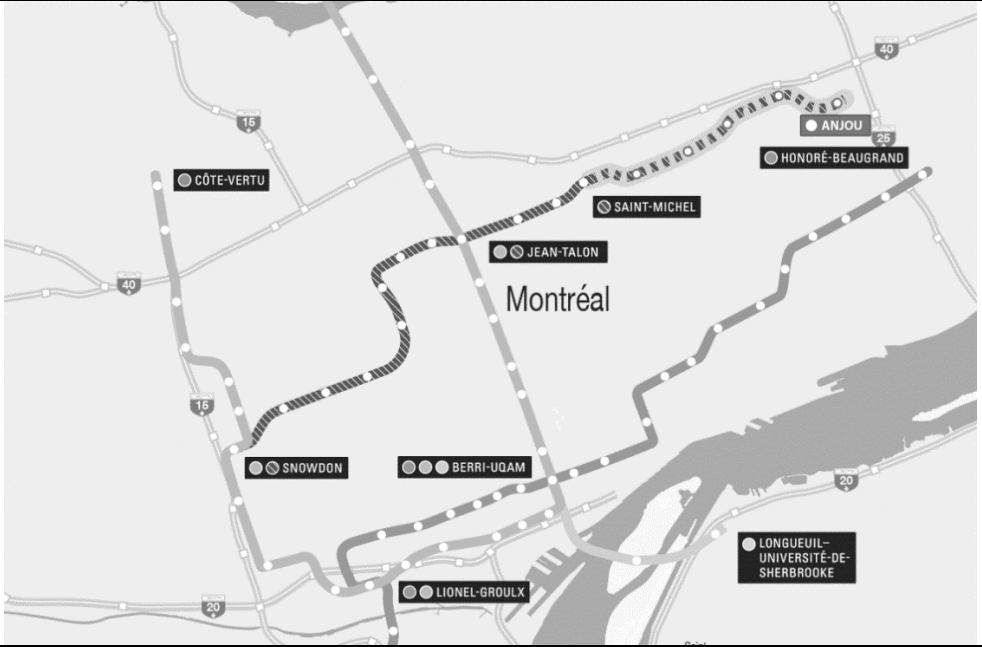 40
15
ANJOU
25
HONORÉ-BEAUGRAND
CÔTE-VERTU
SAINT-MICHEL
JEAN-TALON
40
Montréal
15
SNOWDON
BERRI-UQAM
20
LONGUEUIL–
UNIVERSITÉ-DE-
SHERBROOKE
LIONEL-GROULX
20